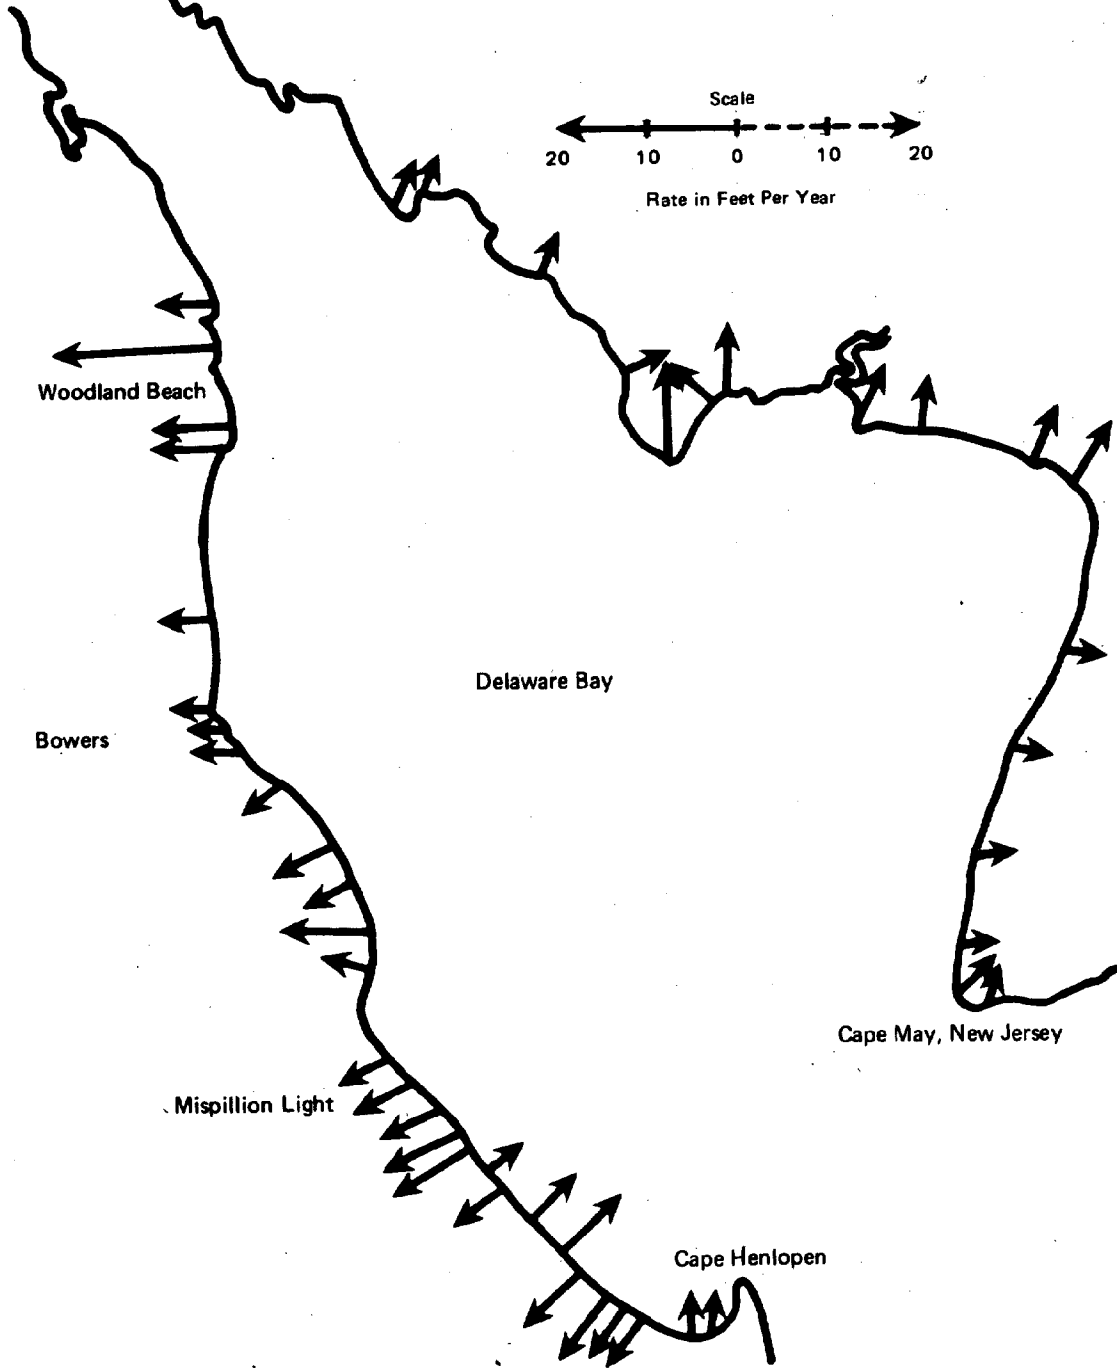 Scale
20 10 0 10 20
Rate in Feet Per Year
Woodland Beach
Delaware Bay
Bowers
Cape May, New Jersey
Mispillion Light
Cape Henlopen